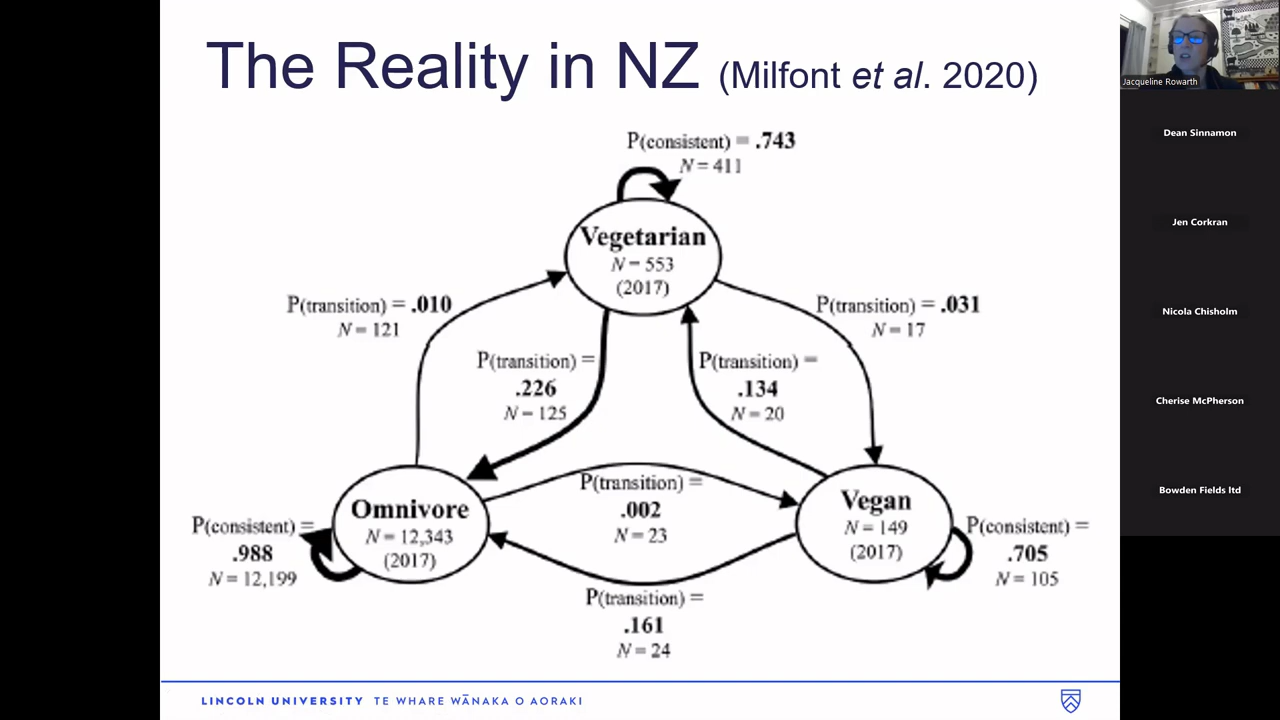 The Reality in NZ (Milfont et al. 2020)
Jacqueline Rowarth
Dean Sinnamon
Jen Corkran
Nicola Chisholm
Cherise McPherson
Bowden Fields ltd
P(consistent) = .743
N = 411
Vegetarian
N = 553
(2017)
P(transition) = .010
N = 121
P(transition) = .031
N = 17
P(transition) =
.226
N = 125
P(transition) =
.134
N = 20
Omnivore
N = 12,343
(2017)
P(consistent) =
.988
N = 12,199
P(transition) =
.002
N = 23
Vegan
N = 149
(2017)
P(consistent) =
.705
N = 105
P(transition) =
.161
N = 24
LINCOLN UNIVERSITY TE WHARE WĀNAKA O AORAKI